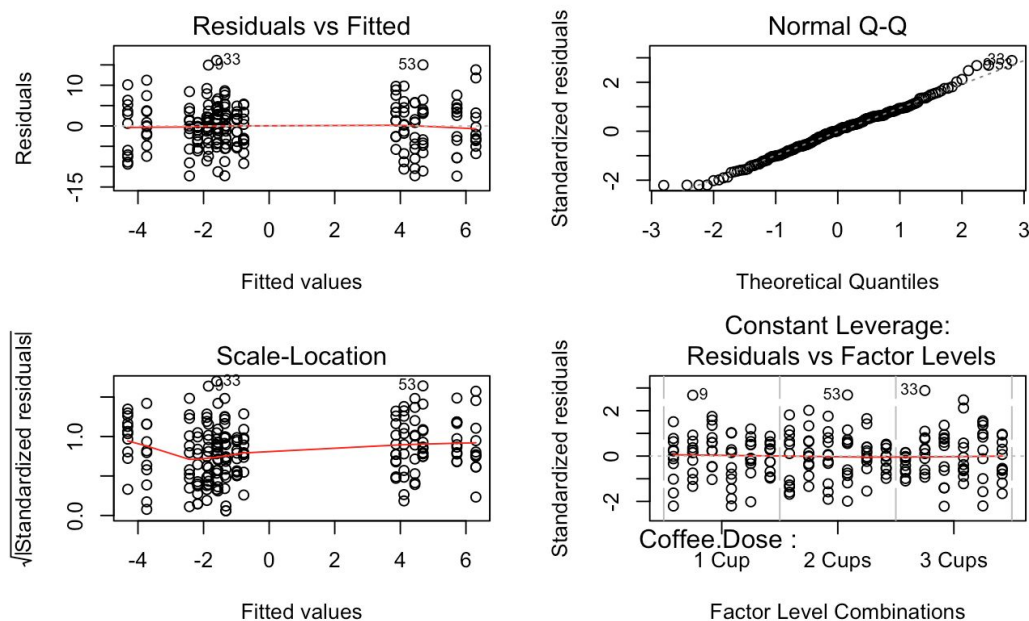 Residuals vs Fitted
Residuals
10
0
-15
33
9
53
-4 -2 0 2 4 6
Fitted values
Normal Q-Q
Standardized residuals
2
0
-2
33
53
-3 -2 -1 0 1 2 3
Theoretical Quantiles
Scale-Location
√|Standardized residuals|
1.0
0.0
33
9
53
-4 -2 0 2 4 6
Fitted values
Constant Leverage:
Residuals vs Factor Levels
Standardized residuals
2
0
-2
9
53
33
Coffee.Dose :
1 Cup 2 Cups 3 Cups
Factor Level Combinations